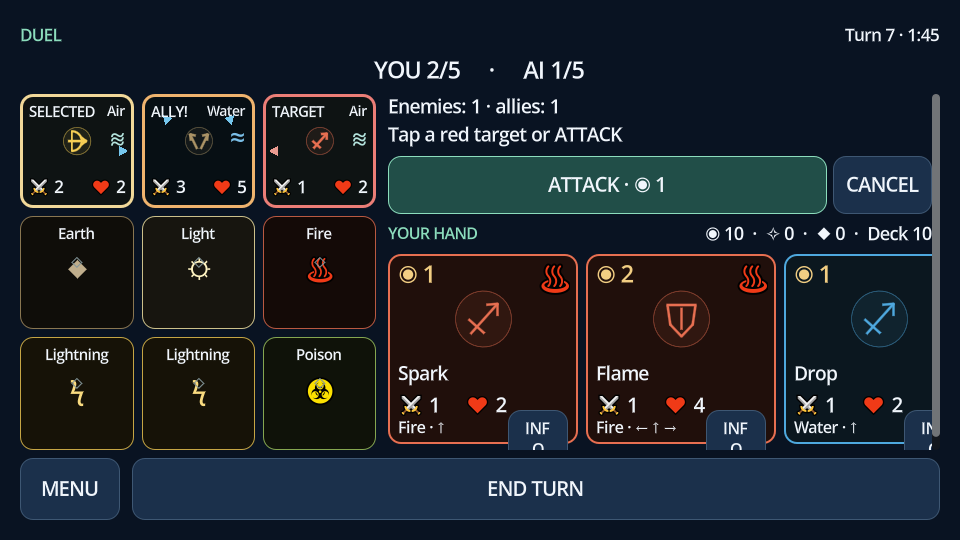 DUEL
Turn 7 · 1:45
YOU 2/5 · AI 1/5
SELECTED Air
2 2
ALLY! Water
3 5
TARGET Air
1 2
Enemies: 1 · allies: 1
Tap a red target or ATTACK
ATTACK · ◉ 1
CANCEL
Earth
Light
Fire
YOUR HAND
◉ 10 · ✧ 0 · ◆ 0 · Deck 10
Lightning
Lightning
Poison
◉ 1
Spark
1 2
Fire · ↑
INFO
◉ 2
Flame
1 4
Fire · ← ↑ →
INFO
◉ 1
Drop
1 2
Water · ↑
MENU
END TURN